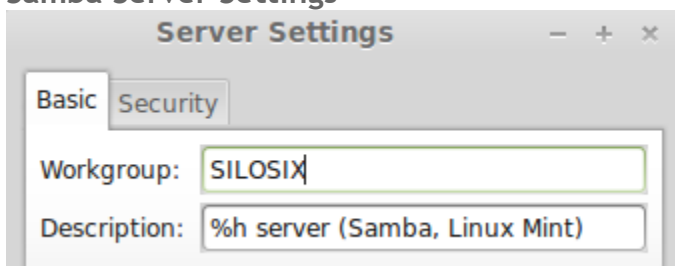 Samba Server Settings
Server Settings
Basic Security
Workgroup: SILOSIX
Description: %h server (Samba, Linux Mint)